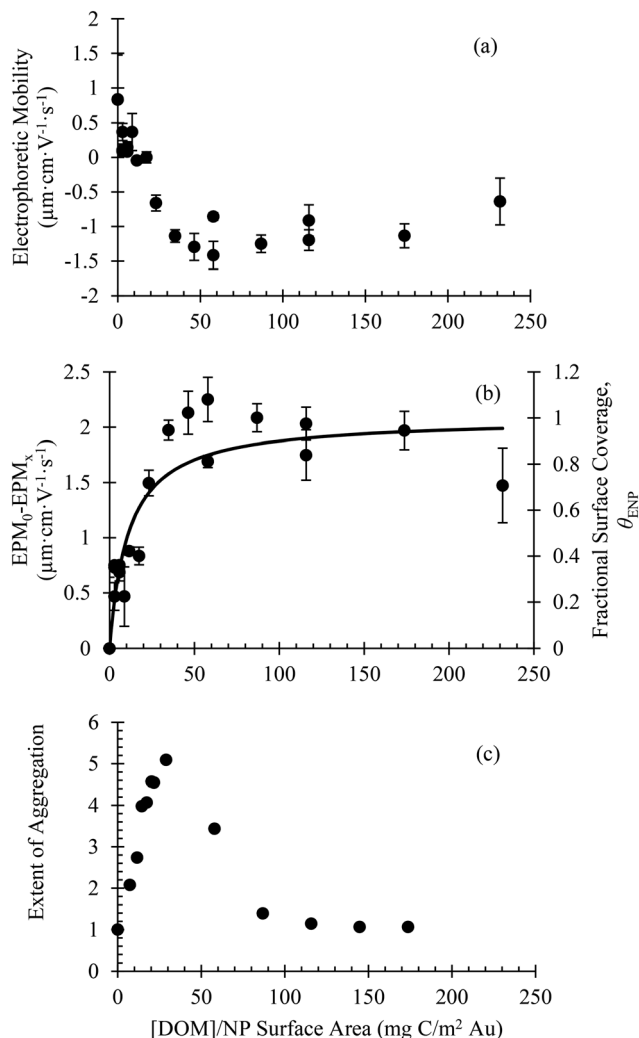 (a)
Electrophoretic Mobility
(μm·cm·V⁻¹·s⁻¹)
2
1.5
1
0.5
0
-0.5
-1
-1.5
-2
0 50 100 150 200 250
(b)
EPM₀-EPMₓ
(μm·cm·V⁻¹·s⁻¹)
2.5
2
1.5
1
0.5
0
1.2
1
0.8
0.6
0.4
0.2
0
Fractional Surface Coverage,
θ_ENP
0 50 100 150 200
(c)
Extent of Aggregation
6
5
4
3
2
1
0
0 50 100 150 200 250
[DOM]/NP Surface Area (mg C/m² Au)